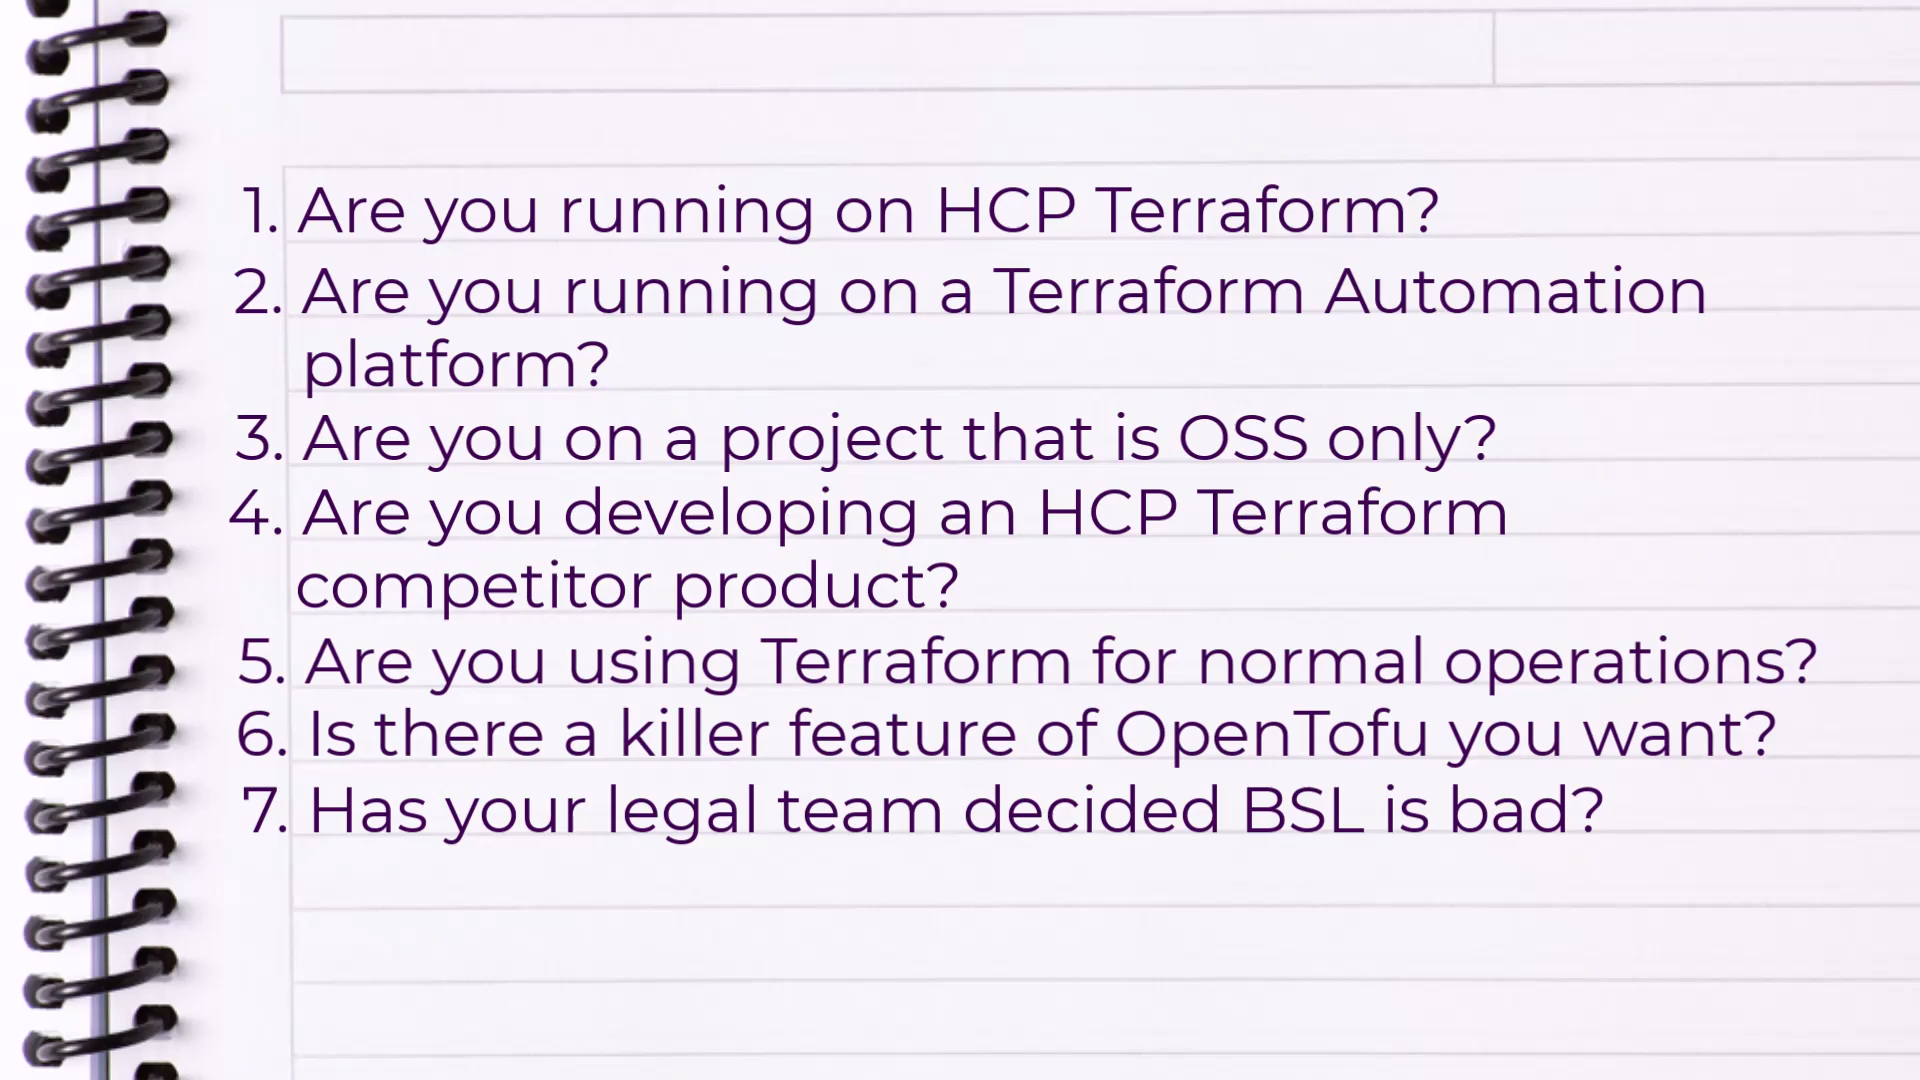 1. Are you running on HCP Terraform?
2. Are you running on a Terraform Automation
platform?
3. Are you on a project that is OSS only?
4. Are you developing an HCP Terraform
competitor product?
5. Are you using Terraform for normal operations?
6. Is there a killer feature of OpenTofu you want?
7. Has your legal team decided BSL is bad?